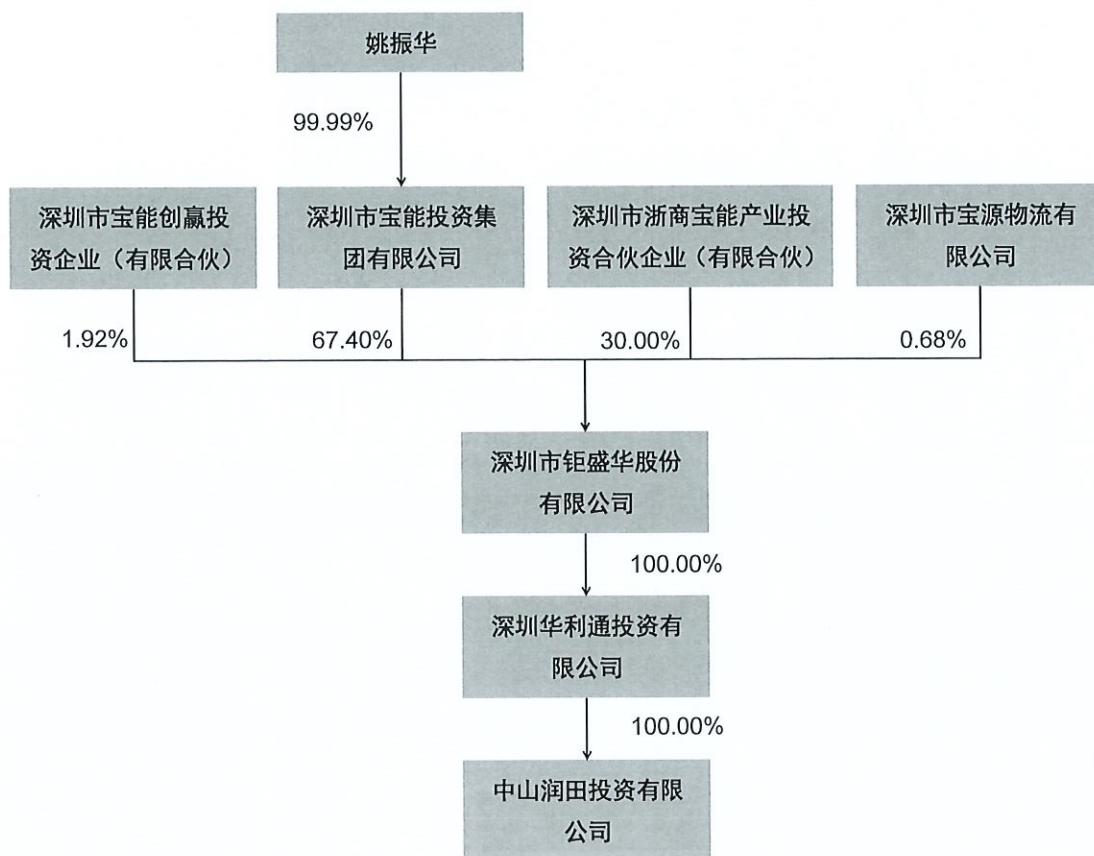 姚振华
99.99%
深圳市宝能创赢投
资企业（有限合伙）
深圳市宝能投资集
团有限公司
深圳市浙商宝能产业投
资合伙企业（有限合伙）
深圳市宝源物流有
限公司
1.92%
67.40%
30.00%
0.68%
深圳市钜盛华股份
有限公司
100.00%
深圳华利通投资有
限公司
100.00%
中山润田投资有限
公司